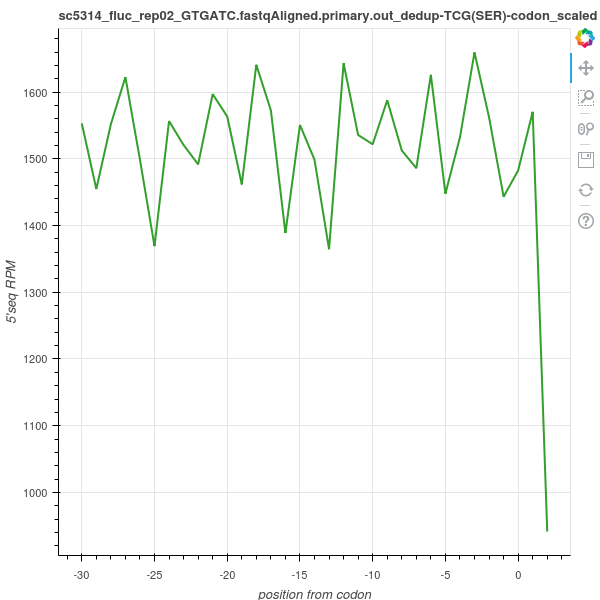 sc5314_fluc_rep02_GTGATC.fastqAligned.primary.out_dedup-TCG(SER)-codon_scaled
1600
1500
1400
1300
1200
1100
1000
5'seq RPM
-30 -25 -20 -15 -10 -5 0
position from codon